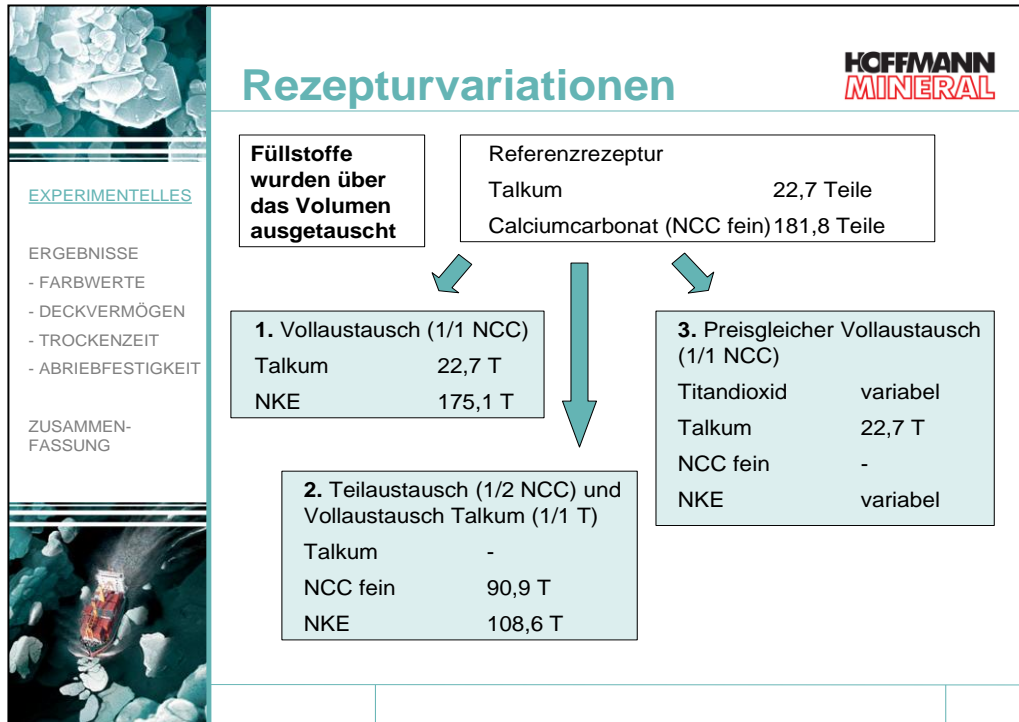 Rezepturvariationen
HOFFMANN
MINERAL
EXPERIMENTELLES
ERGEBNISSE
- FARBWERTE
- DECKVERMÖGEN
- TROCKENZEIT
- ABRIEBFESTIGKEIT
ZUSAMMEN-
FASSUNG
Füllstoffe
wurden über
das Volumen
ausgetauscht
Referenzrezeptur
Talkum 22,7 Teile
Calciumcarbonat (NCC fein) 181,8 Teile
1. Vollaustausch (1/1 NCC)
Talkum 22,7 T
NKE 175,1 T
2. Teilaustausch (1/2 NCC) und
Vollaustausch Talkum (1/1 T)
Talkum -
NCC fein 90,9 T
NKE 108,6 T
3. Preisgleicher Vollaustausch
(1/1 NCC)
Titandioxid variabel
Talkum 22,7 T
NCC fein -
NKE variabel